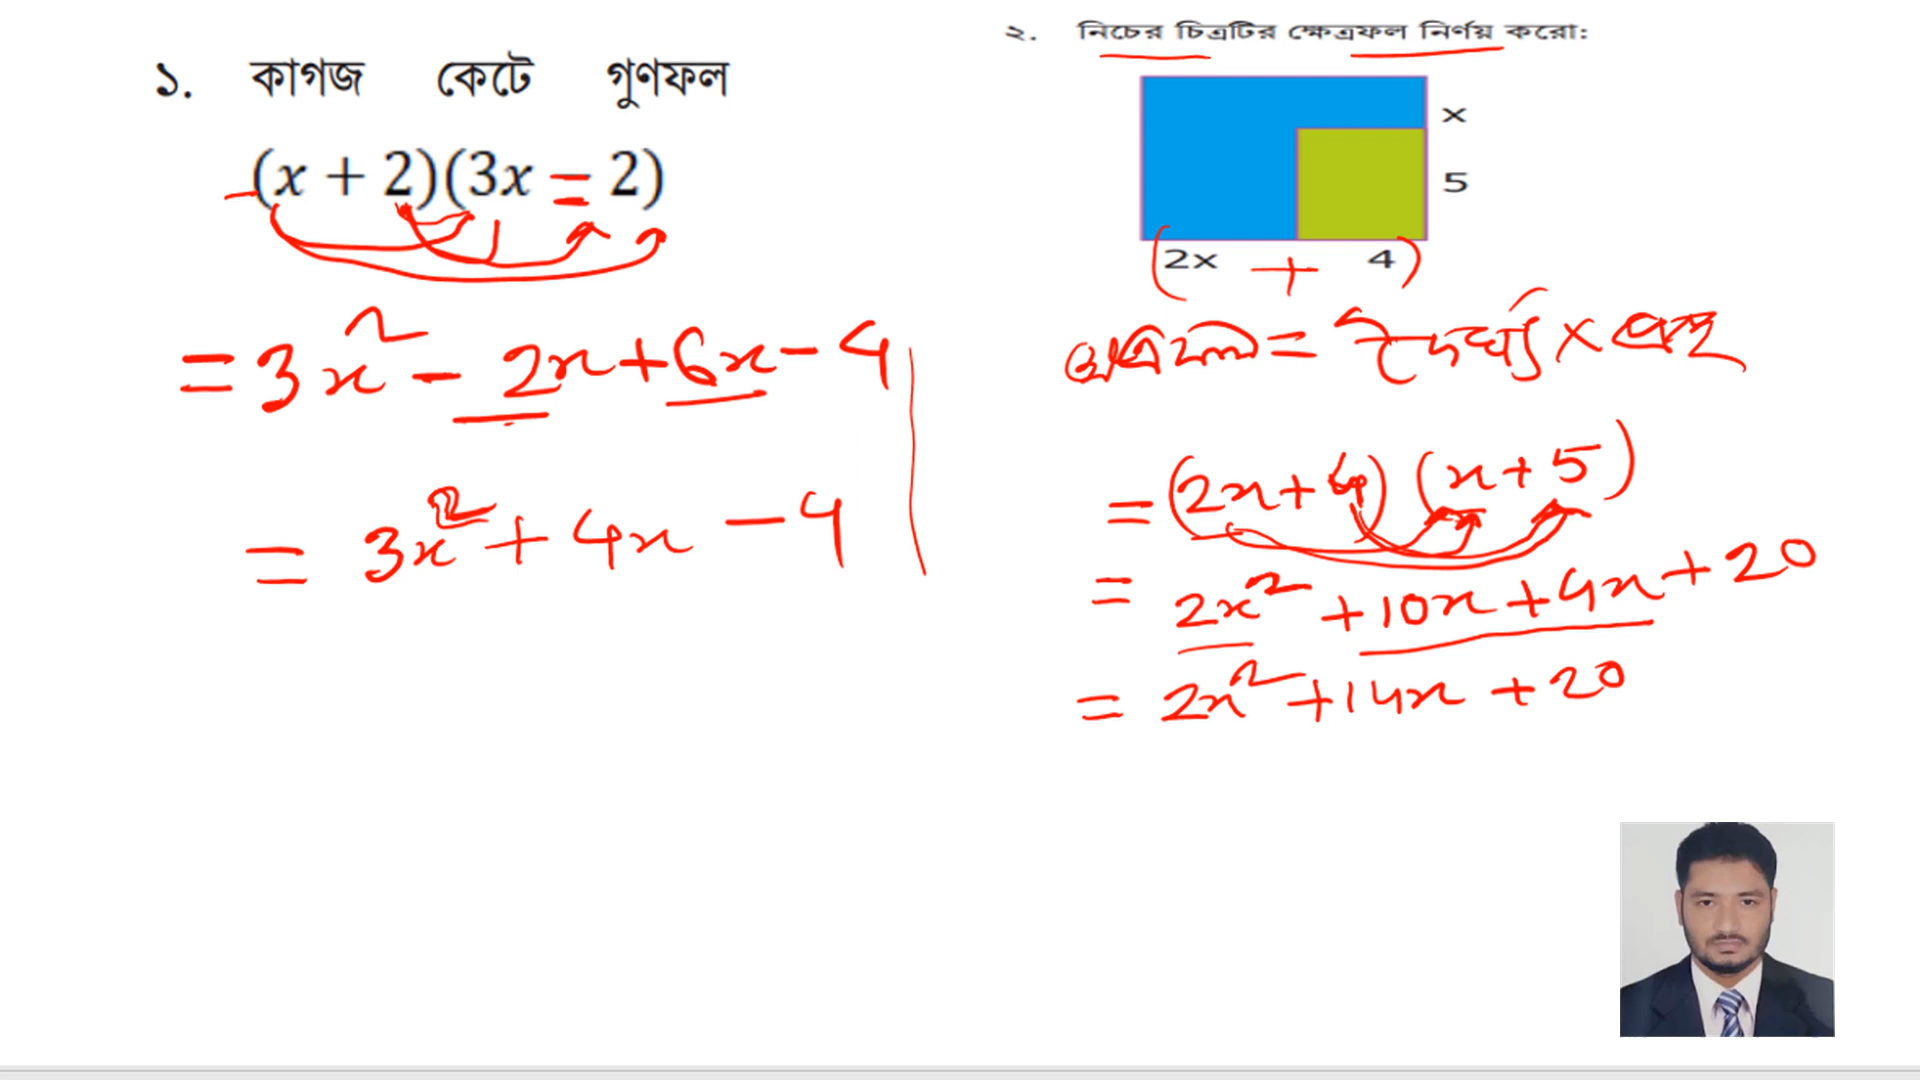 ১. কাগজ কেটে গুণফল
(x + 2)(3x − 2)
= 3x² − 2x + 6x − 4
= 3x² + 4x − 4
২. নিচের চিত্রটির ক্ষেত্রফল নির্ণয় করো:
x
5
(2x + 4)
ক্ষেত্রফল = দৈর্ঘ্য × প্রস্থ
= (2x + 4) (x + 5)
= 2x² + 10x + 4x + 20
= 2x² + 14x + 20